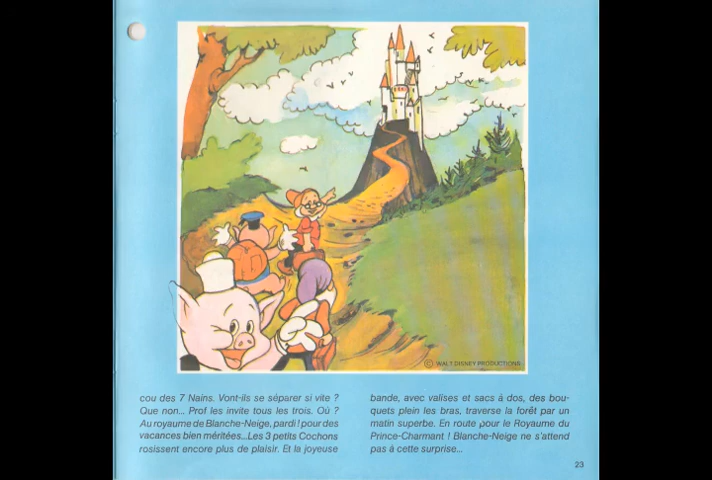 © WALT DISNEY PRODUCTIONS
cou des 7 Nains. Vont-ils se séparer si vite ?
Que non... Prof les invite tous les trois. Où ?
Au royaume de Blanche-Neige, pardi ! pour des
vacances bien méritées...Les 3 petits Cochons
rosissent encore plus de plaisir. Et la joyeuse
bande, avec valises et sacs à dos, des bou-
quets plein les bras, traverse la forêt par un
matin superbe. En route pour le Royaume du
Prince-Charmant ! Blanche-Neige ne s'attend
pas à cette surprise...
23